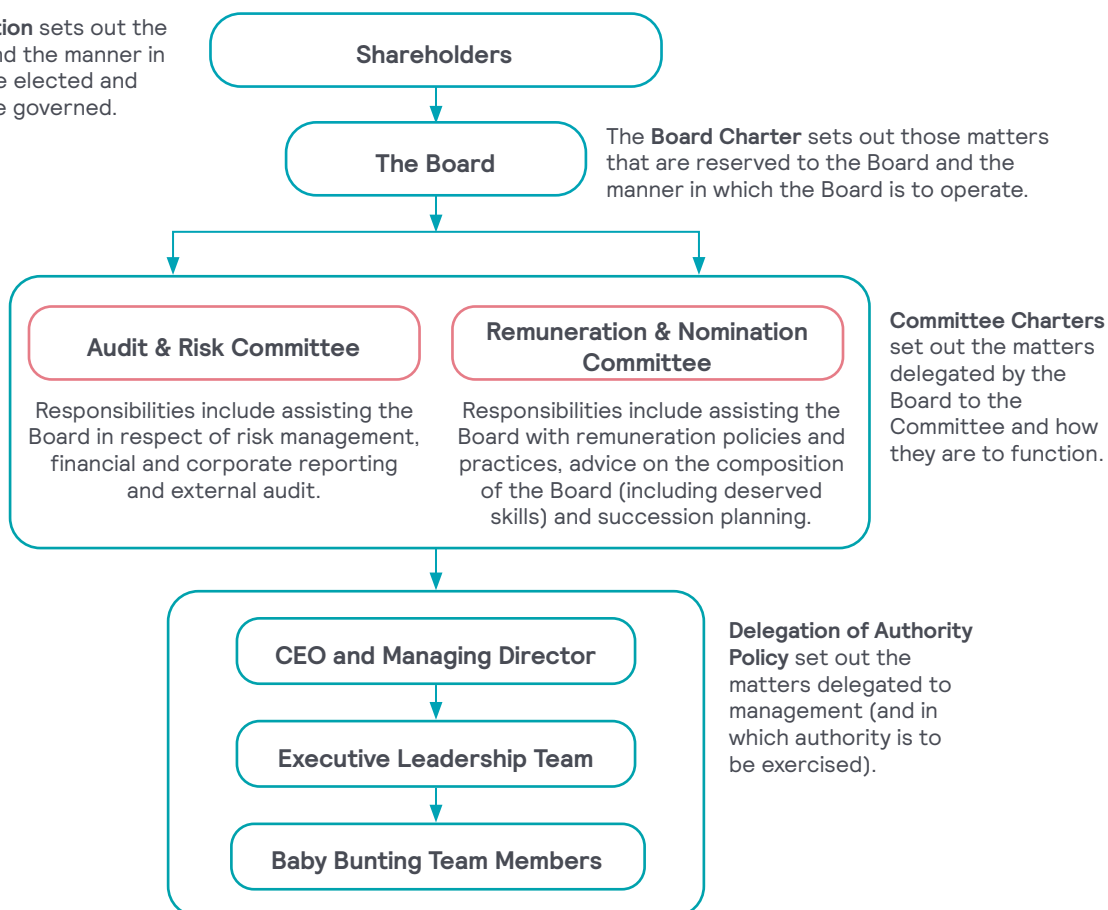 tion sets out the
nd the manner in
e elected and
e governed.
Shareholders
The Board
The Board Charter sets out those matters
that are reserved to the Board and the
manner in which the Board is to operate.
Audit & Risk Committee
Responsibilities include assisting the
Board in respect of risk management,
financial and corporate reporting
and external audit.
Remuneration & Nomination
Committee
Responsibilities include assisting the
Board with remuneration policies and
practices, advice on the composition
of the Board (including deserved
skills) and succession planning.
Committee Charters
set out the matters
delegated by the
Board to the
Committee and how
they are to function.
CEO and Managing Director
Executive Leadership Team
Baby Bunting Team Members
Delegation of Authority
Policy set out the
matters delegated to
management (and in
which authority is to
be exercised).